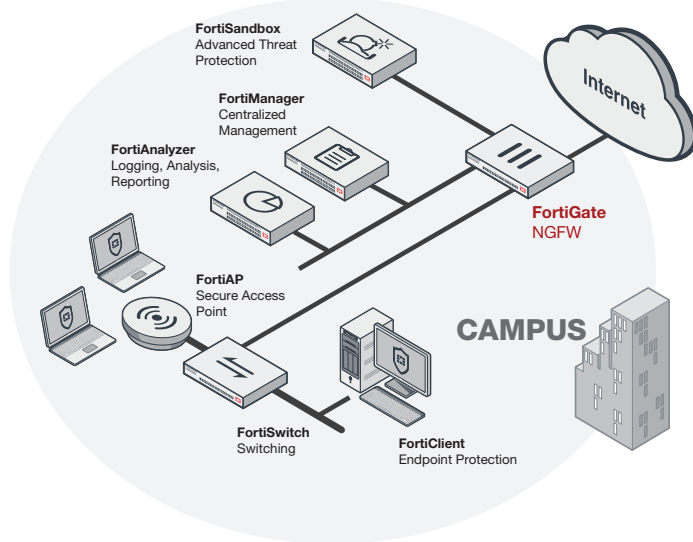 FortiSandbox
Advanced Threat
Protection
Internet
FortiManager
Centralized
Management
FortiAnalyzer
Logging, Analysis,
Reporting
FortiGate
NGFW
FortiAP
Secure Access
Point
CAMPUS
FortiSwitch
Switching
FortiClient
Endpoint Protection